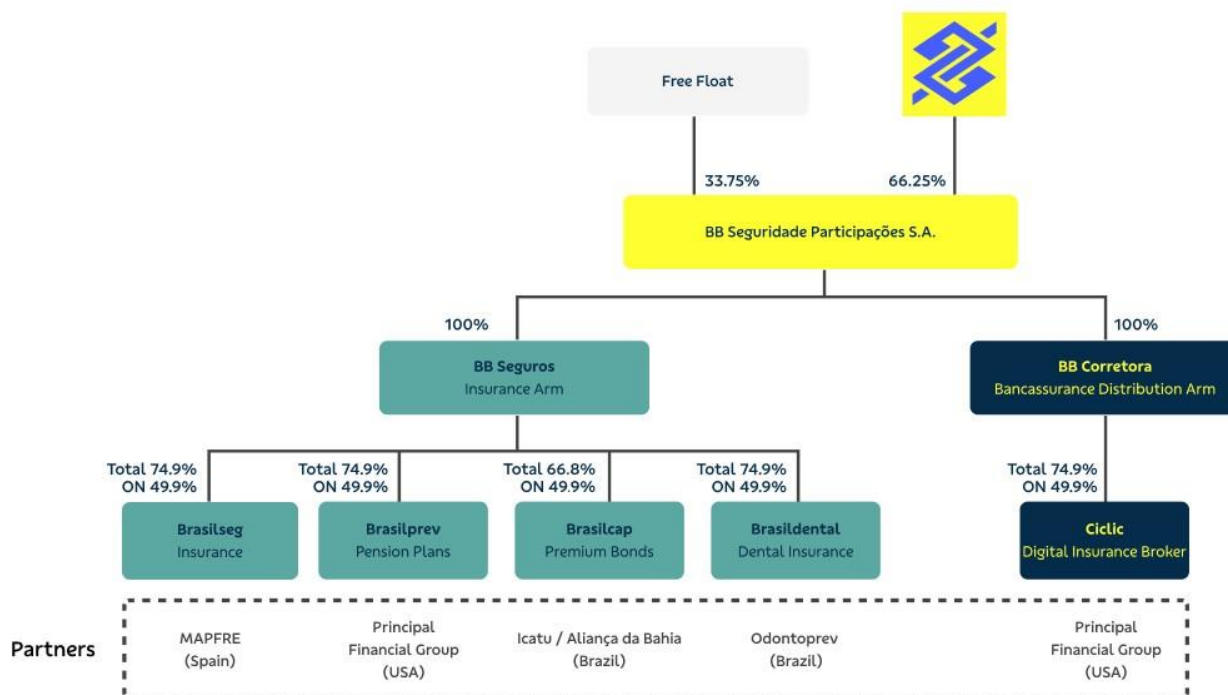 Free Float
33.75%
66.25%
BB Seguridade Participações S.A.
100%
100%
BB Seguros
Insurance Arm
BB Corretora
Bancassurance Distribution Arm
Total 74.9%
ON 49.9%
Total 74.9%
ON 49.9%
Total 66.8%
ON 49.9%
Total 74.9%
ON 49.9%
Total 74.9%
ON 49.9%
Brasilseg
Insurance
Brasilprev
Pension Plans
Brasilcap
Premium Bonds
Brasildental
Dental Insurance
Ciclic
Digital Insurance Broker
Partners
MAPFRE
(Spain)
Principal
Financial Group
(USA)
Icatu / Aliança da Bahia
(Brazil)
Odontoprev
(Brazil)
Principal
Financial Group
(USA)